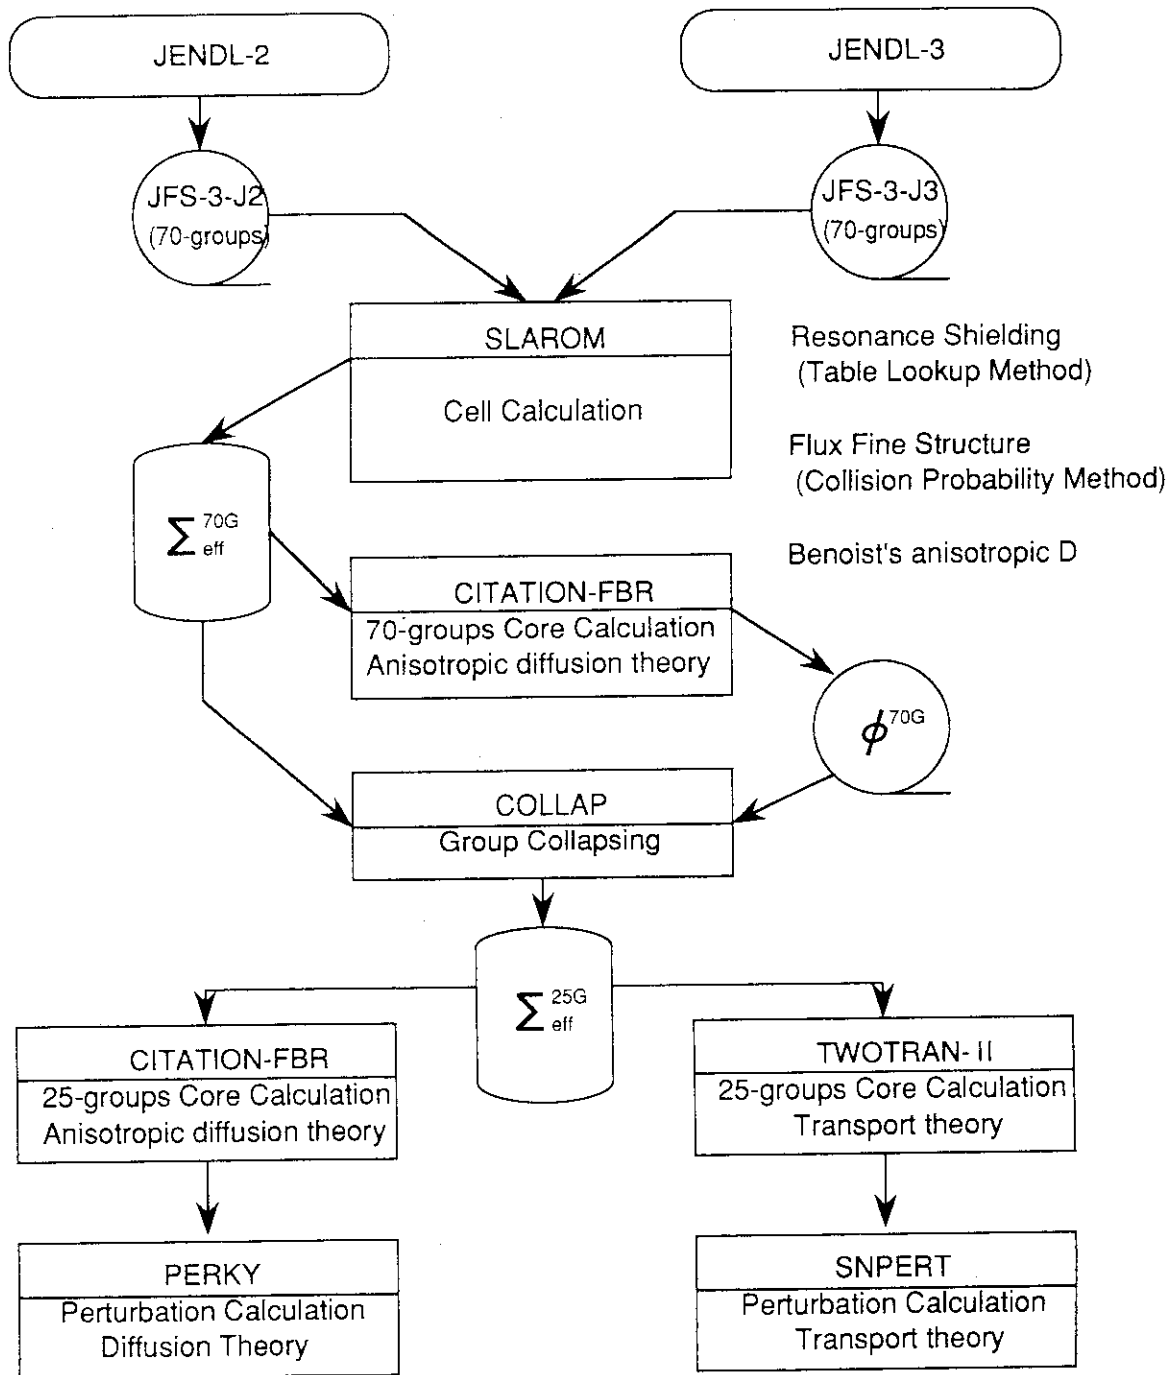 JENDL-2
JENDL-3
JFS-3-J2
(70-groups)
JFS-3-J3
(70-groups)
SLAROM
Cell Calculation
Resonance Shielding
(Table Lookup Method)
Flux Fine Structure
(Collision Probability Method)
Benoist's anisotropic D
Σ 70G eff
CITATION-FBR
70-groups Core Calculation
Anisotropic diffusion theory
ϕ 70G
COLLAP
Group Collapsing
Σ 25G eff
CITATION-FBR
25-groups Core Calculation
Anisotropic diffusion theory
TWOTRAN- II
25-groups Core Calculation
Transport theory
PERKY
Perturbation Calculation
Diffusion Theory
SNPERT
Perturbation Calculation
Transport theory